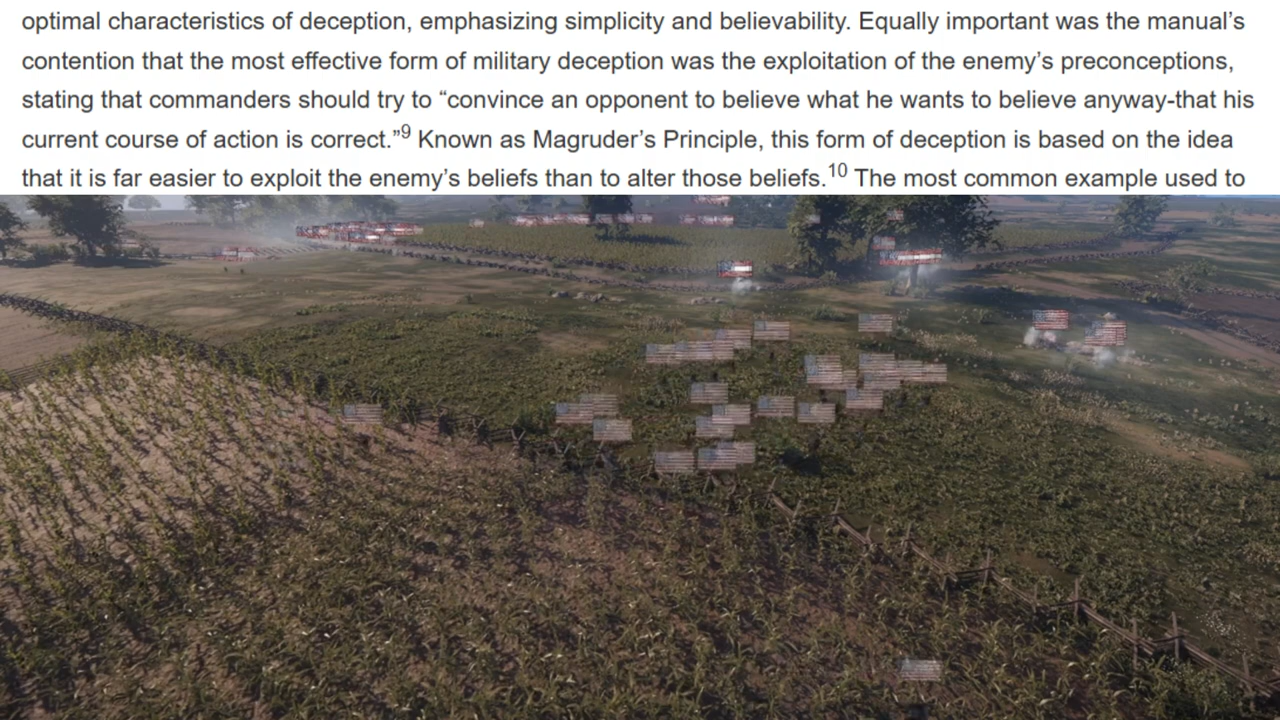 optimal characteristics of deception, emphasizing simplicity and believability. Equally important was the manual’s
contention that the most effective form of military deception was the exploitation of the enemy’s preconceptions,
stating that commanders should try to “convince an opponent to believe what he wants to believe anyway-that his
current course of action is correct.”9 Known as Magruder’s Principle, this form of deception is based on the idea
that it is far easier to exploit the enemy’s beliefs than to alter those beliefs.10 The most common example used to